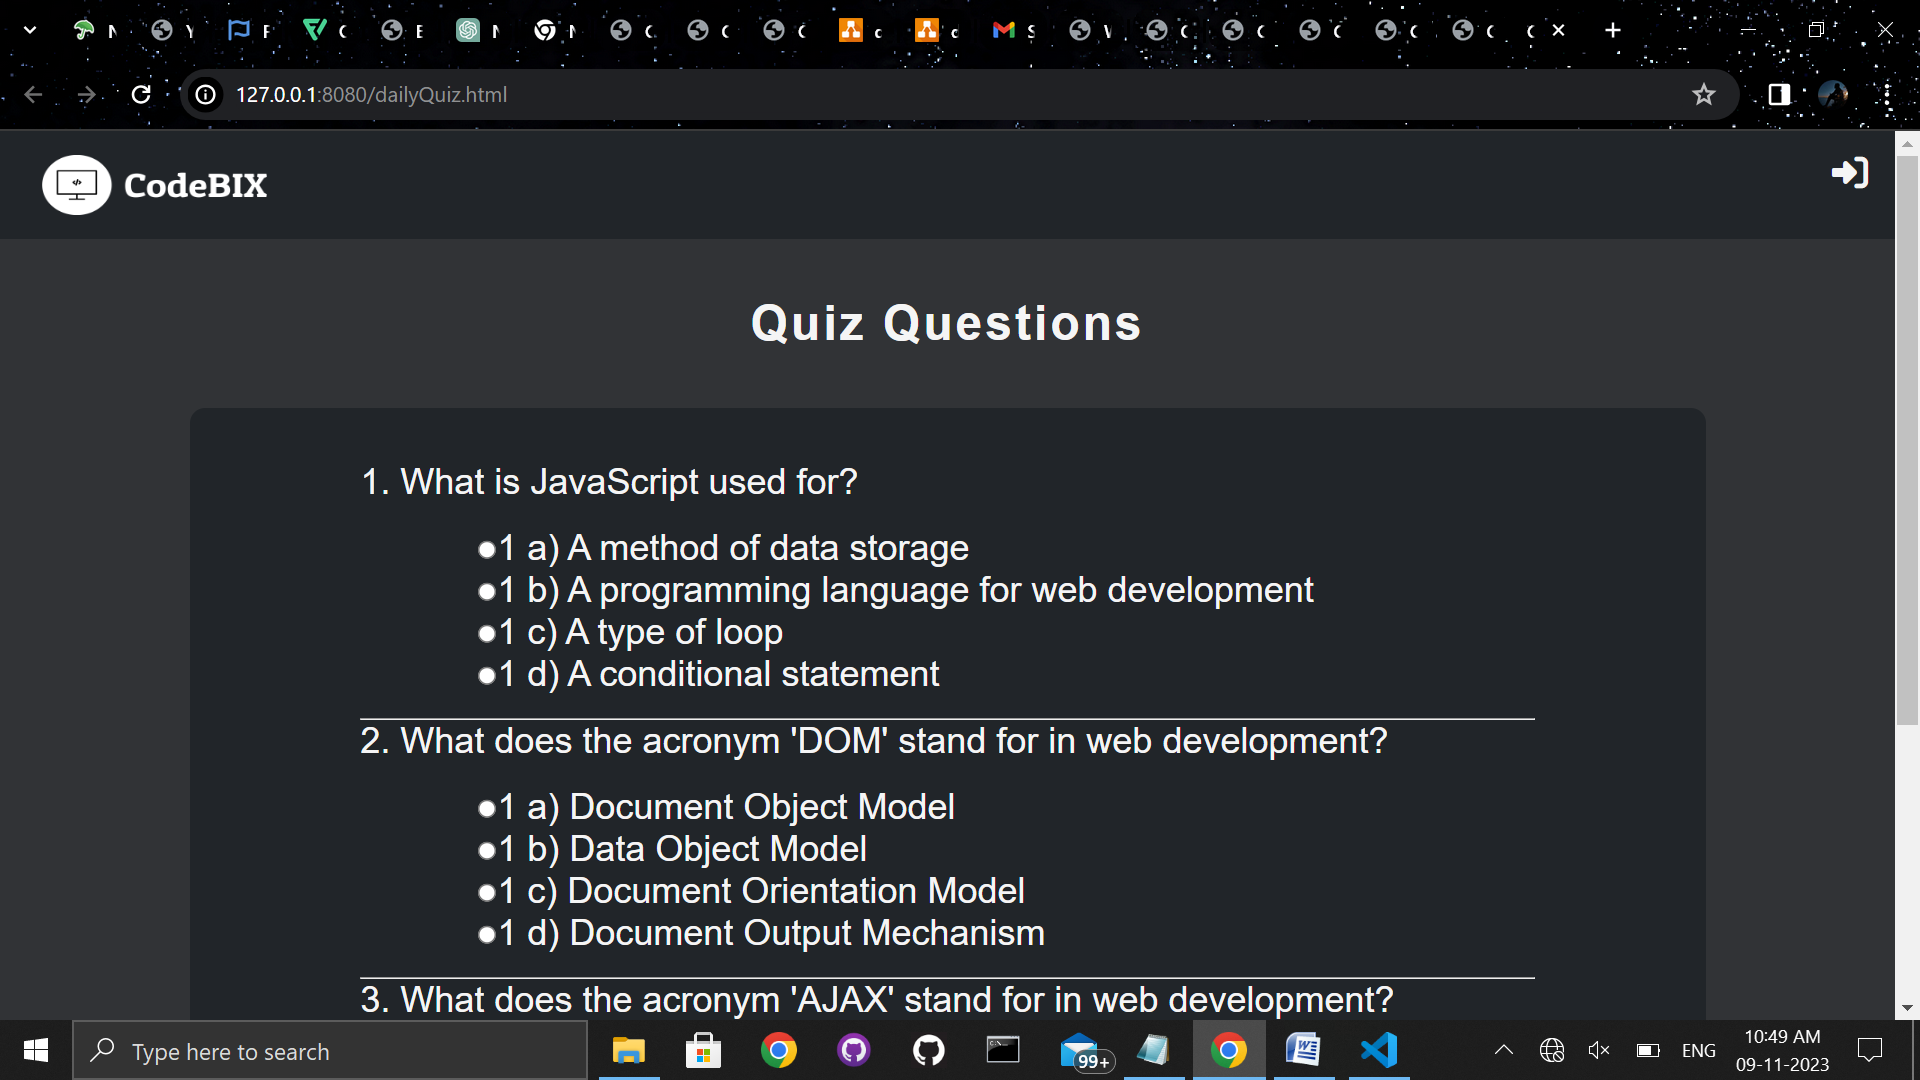 127.0.0.1:8080/dailyQuiz.html
CodeBIX
Quiz Questions
1. What is JavaScript used for?
1 a) A method of data storage
1 b) A programming language for web development
1 c) A type of loop
1 d) A conditional statement
2. What does the acronym 'DOM' stand for in web development?
1 a) Document Object Model
1 b) Data Object Model
1 c) Document Orientation Model
1 d) Document Output Mechanism
3. What does the acronym 'AJAX' stand for in web development?
Type here to search
99+
ENG
10:49 AM
09-11-2023